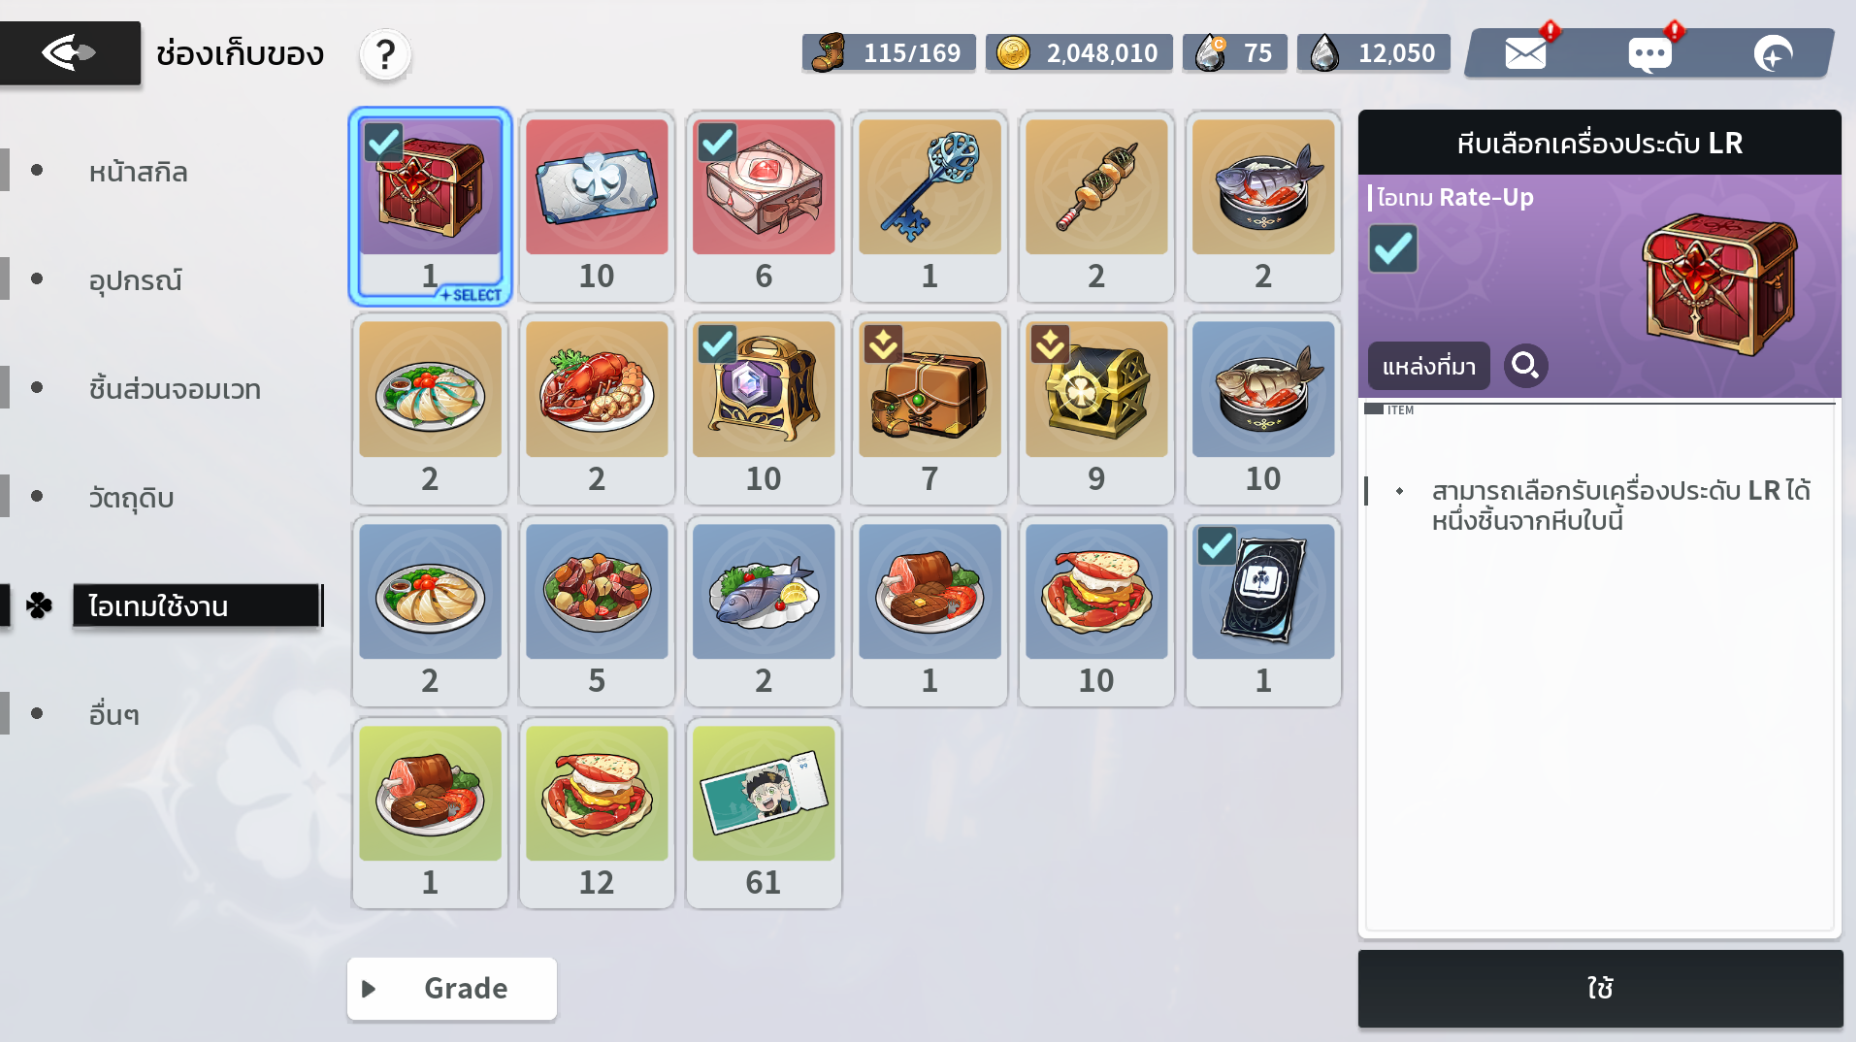 ช่องเก็บของ
?
115/169
2,048,010
75
12,050
หน้าสกิล
อุปกรณ์
ชิ้นส่วนจอมเวท
วัตถุดิบ
ไอเทมใช้งาน
อื่นๆ
1
+SELECT
10
6
1
2
2
2
2
10
7
9
10
2
5
2
1
10
1
1
12
61
Grade
หีบเลือกเครื่องประดับ LR
ไอเทม Rate-Up
แหล่งที่มา
ITEM
สามารถเลือกรับเครื่องประดับ LR ได้
หนึ่งชิ้นจากหีบใบนี้
ใช้